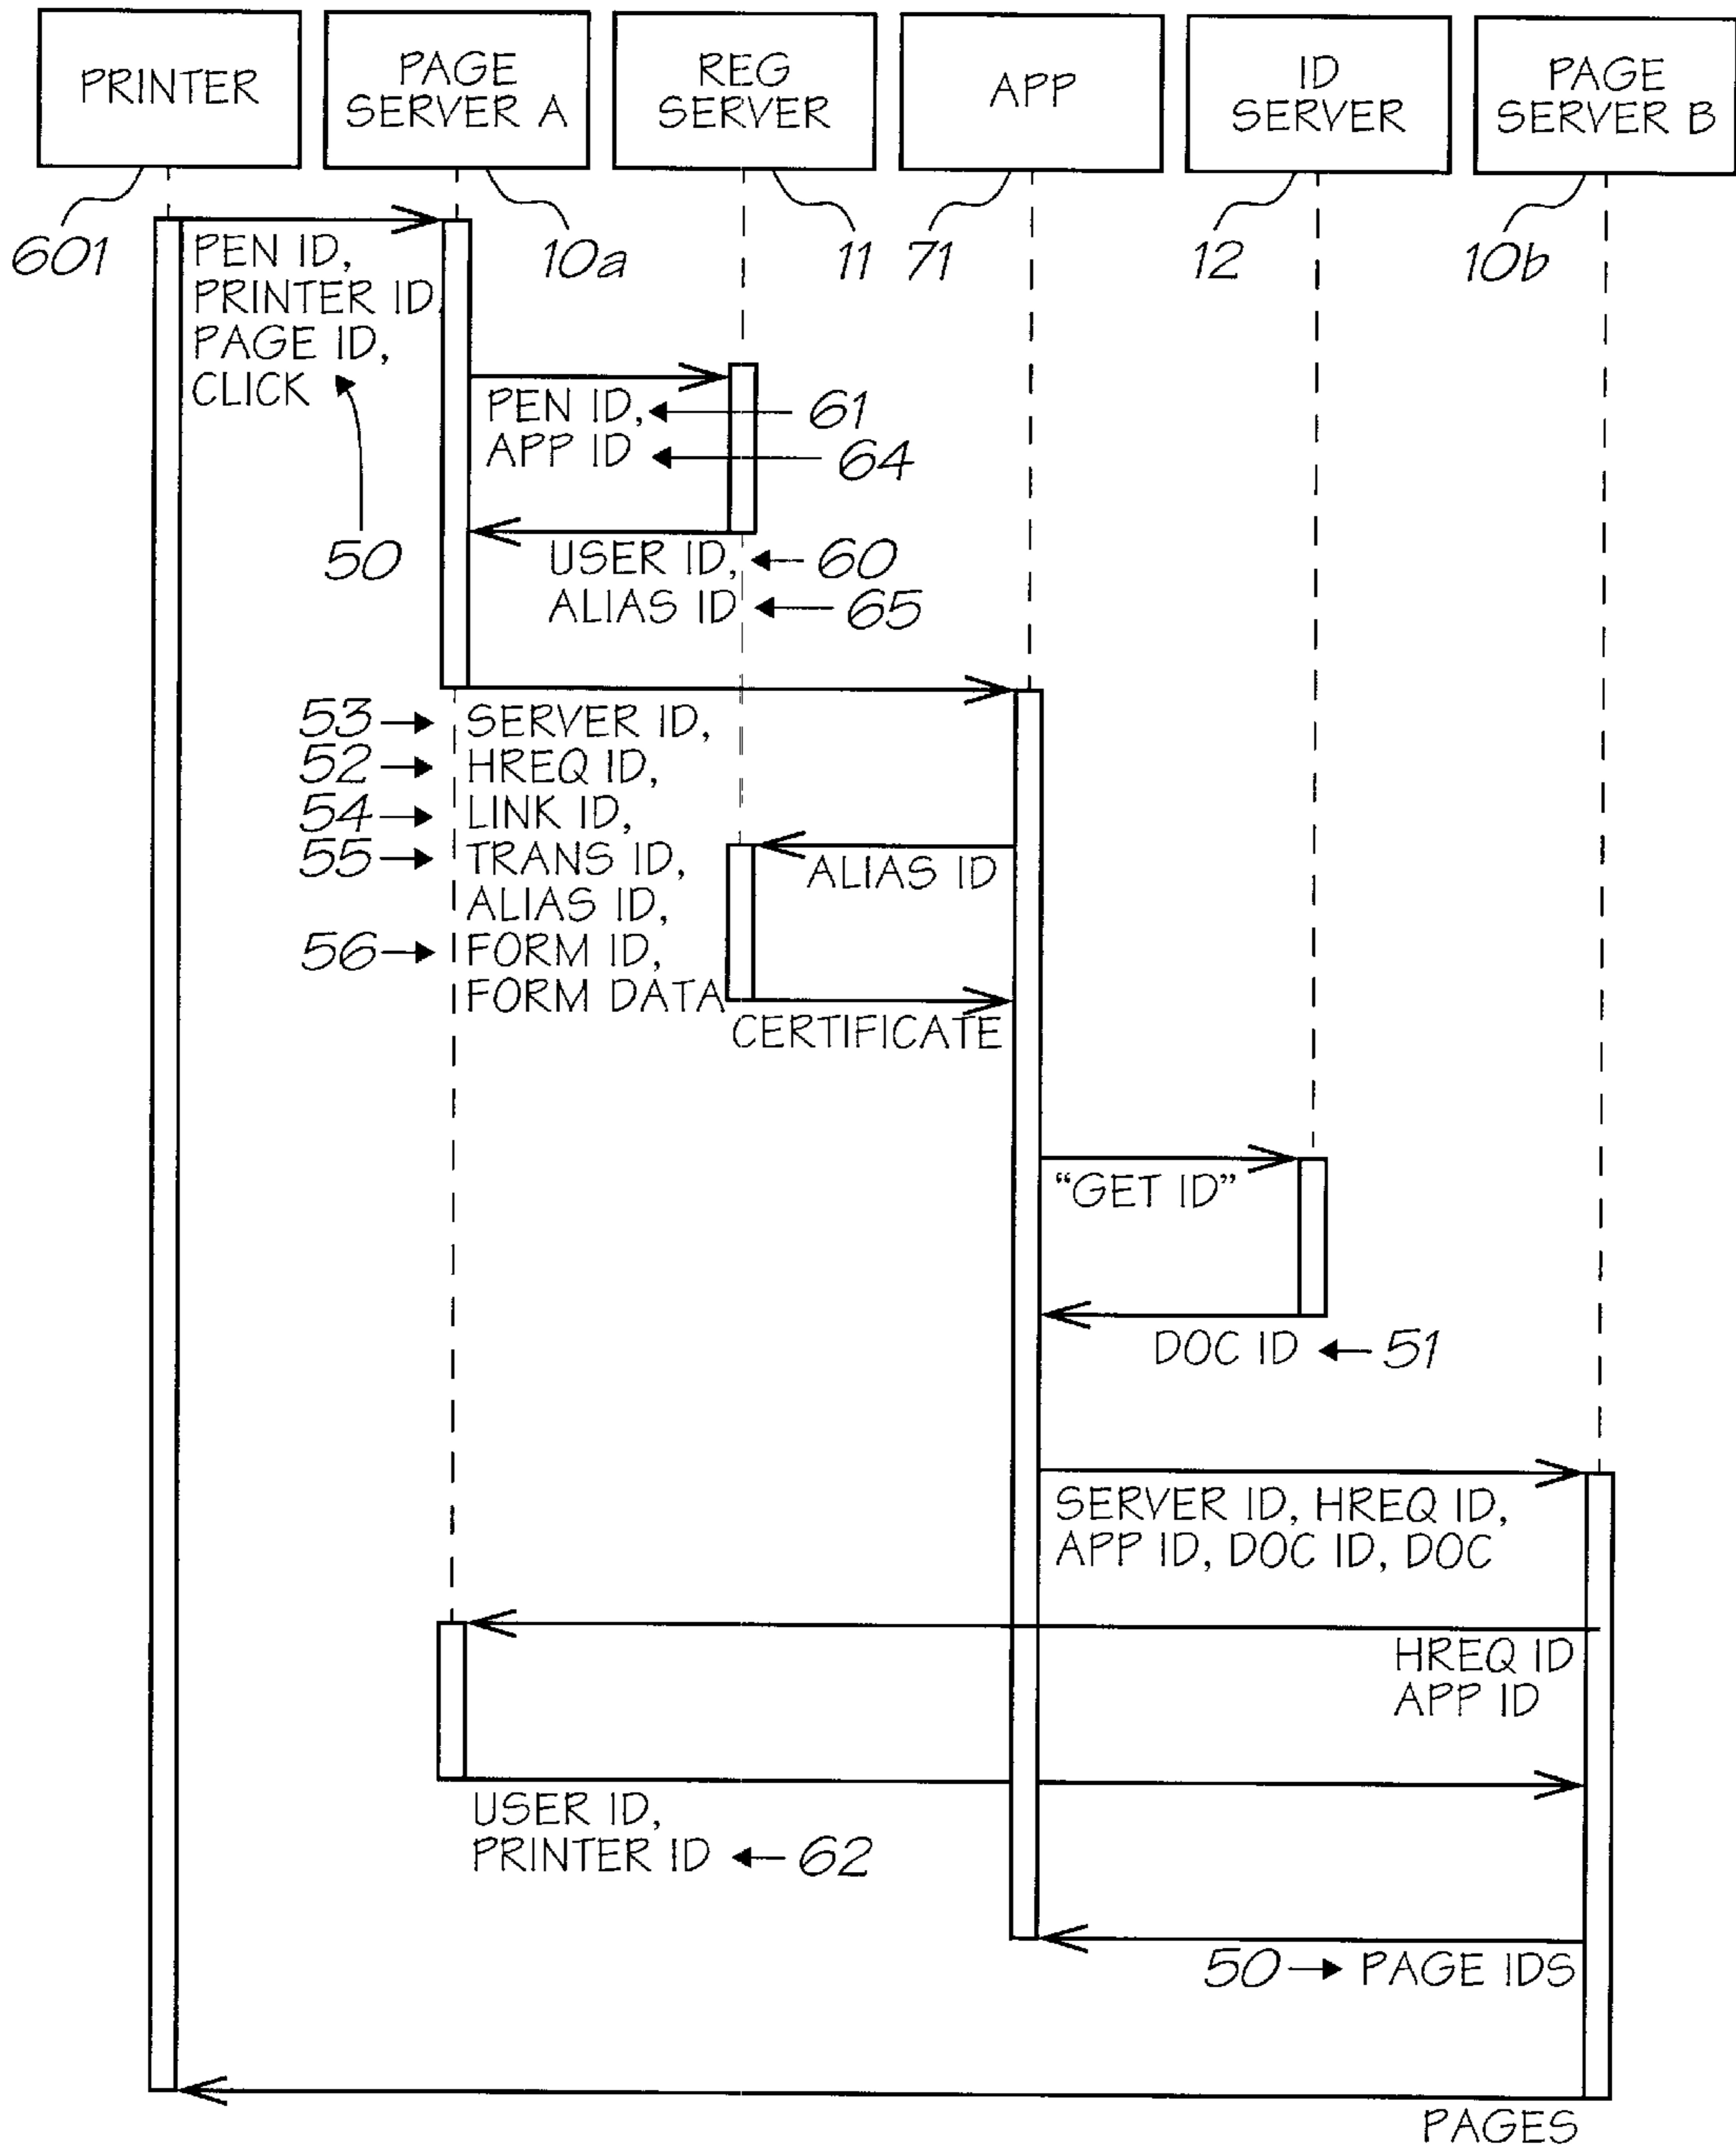 PRINTER
PAGE
SERVER A
REG
SERVER
APP
ID
SERVER
PAGE
SERVER B
601
10a
11
71
12
10b
PEN ID,
PRINTER ID,
PAGE ID,
CLICK
50
PEN ID,
61
APP ID
64
USER ID,
60
ALIAS ID
65
53
SERVER ID,
52
HREQ ID,
54
LINK ID,
55
TRANS ID,
ALIAS ID,
56
FORM ID,
FORM DATA
ALIAS ID
CERTIFICATE
“GET ID”
DOC ID
51
SERVER ID, HREQ ID,
APP ID, DOC ID, DOC
HREQ ID
APP ID
USER ID,
PRINTER ID
62
50
PAGE IDS
PAGES